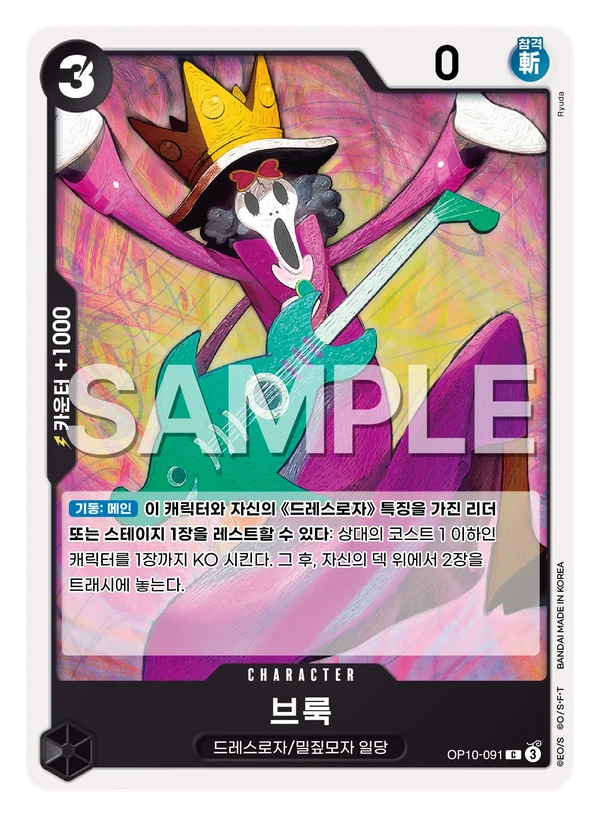 3
0
참격
斬
Ryuda
⚡카운터 +1000
SAMPLE
기동: 메인 이 캐릭터와 자신의 《드레스로자》 특징을 가진 리더
또는 스테이지 1장을 레스트할 수 있다: 상대의 코스트 1 이하인
캐릭터를 1장까지 KO 시킨다. 그 후, 자신의 덱 위에서 2장을
트래시에 놓는다.
CHARACTER
브룩
드레스로자/밀짚모자 일당
OP10-091 C 3
©EO/S ©O/S·F·T BANDAI MADE IN KOREA